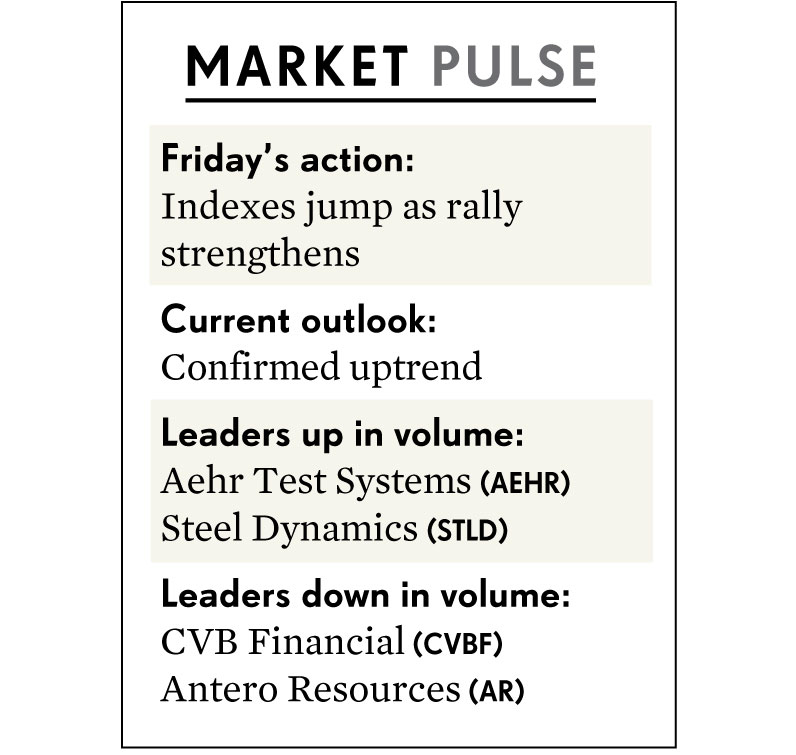 MARKET PULSE
Friday’s action:
Indexes jump as rally
strengthens
Current outlook:
Confirmed uptrend
Leaders up in volume:
Aehr Test Systems (AEHR)
Steel Dynamics (STLD)
Leaders down in volume:
CVB Financial (CVBF)
Antero Resources (AR)